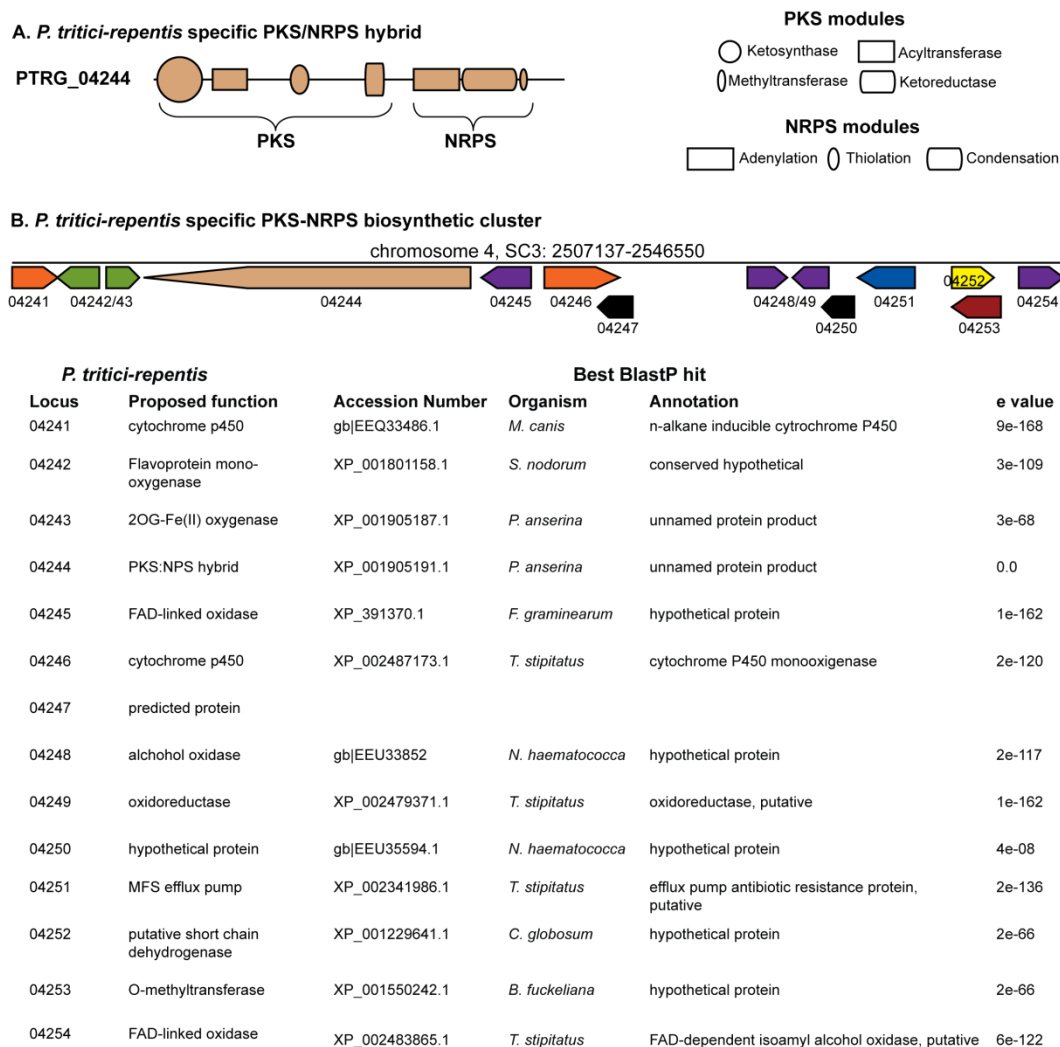 A. P. tritici-repentis specific PKS/NRPS hybrid
PTRG_04244
PKS
NRPS
PKS modules
Ketosynthase
Acyltransferase
Methyltransferase
Ketoreductase
NRPS modules
Adenylation
Thiolation
Condensation
B. P. tritici-repentis specific PKS-NRPS biosynthetic cluster
chromosome 4, SC3: 2507137-2546550
04241
04242/43
04244
04245
04246
04247
04248/49
04250
04251
04252
04253
04254
P. tritici-repentis Best BlastP hit
Locus Proposed function Accession Number Organism Annotation e value
04241 cytochrome p450 gb|EEQ33486.1 M. canis n-alkane inducible cytrochrome P450 9e-168
04242 Flavoprotein mono- XP_001801158.1 S. nodorum conserved hypothetical 3e-109
oxygenase
04243 2OG-Fe(II) oxygenase XP_001905187.1 P. anserina unnamed protein product 3e-68
04244 PKS:NPS hybrid XP_001905191.1 P. anserina unnamed protein product 0.0
04245 FAD-linked oxidase XP_391370.1 F. graminearum hypothetical protein 1e-162
04246 cytochrome p450 XP_002487173.1 T. stipitatus cytochrome P450 monooxigenase 2e-120
04247 predicted protein
04248 alchohol oxidase gb|EEU33852 N. haematococca hypothetical protein 2e-117
04249 oxidoreductase XP_002479371.1 T. stipitatus oxidoreductase, putative 1e-162
04250 hypothetical protein gb|EEU35594.1 N. haematococca hypothetical protein 4e-08
04251 MFS efflux pump XP_002341986.1 T. stipitatus efflux pump antibiotic resistance protein, 2e-136
putative
04252 putative short chain XP_001229641.1 C. globosum hypothetical protein 2e-66
dehydrogenase
04253 O-methyltransferase XP_001550242.1 B. fuckeliana hypothetical protein 2e-66
04254 FAD-linked oxidase XP_002483865.1 T. stipitatus FAD-dependent isoamyl alcohol oxidase, putative 6e-122